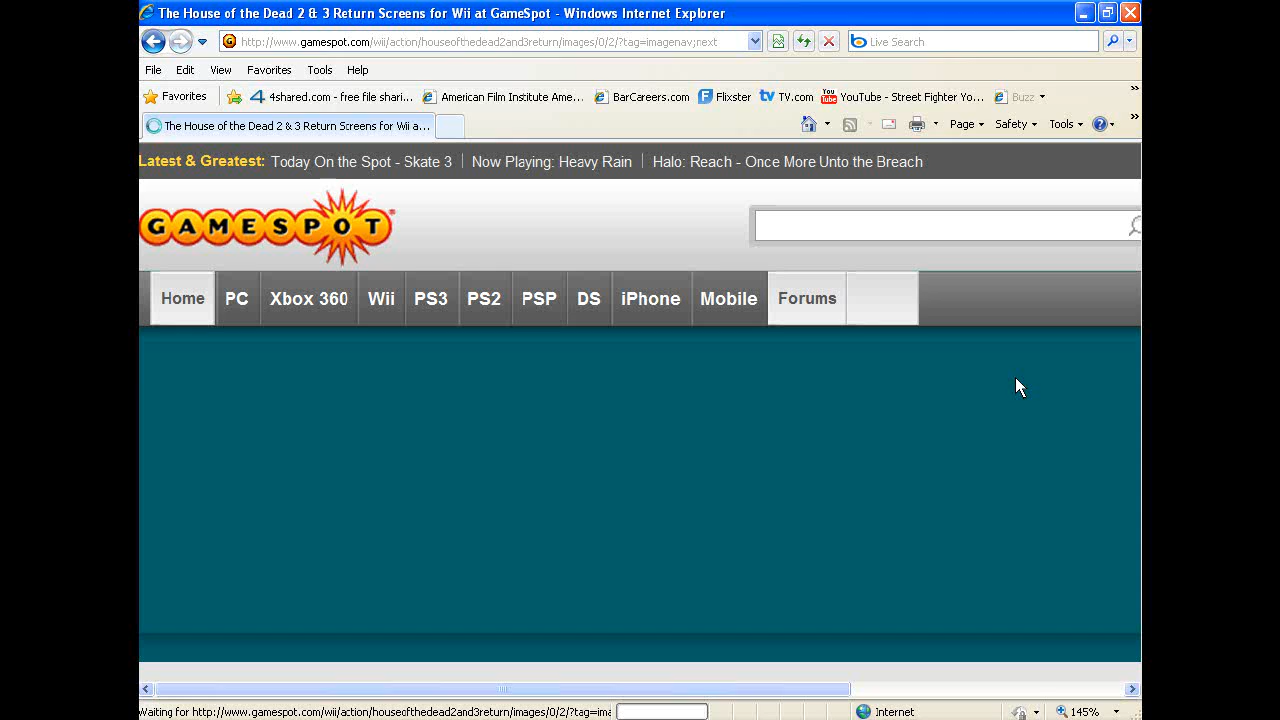 The House of the Dead 2 & 3 Return Screens for Wii at GameSpot - Windows Internet Explorer
http://www.gamespot.com/wii/action/houseofthedead2and3return/images/0/2/?tag=imagenav;next
Live Search
File Edit View Favorites Tools Help
Favorites 4shared.com - free file shari... American Film Institute Ame... BarCareers.com Flixster TV.com YouTube - Street Fighter Yo... Buzz
The House of the Dead 2 & 3 Return Screens for Wii a... Page Safety Tools
Latest & Greatest: Today On the Spot - Skate 3 Now Playing: Heavy Rain Halo: Reach - Once More Unto the Breach
GAMESPOT
Home PC Xbox 360 Wii PS3 PS2 PSP DS iPhone Mobile Forums
Waiting for http://www.gamespot.com/wii/action/houseofthedead2and3return/images/0/2/?tag=im Internet 145%